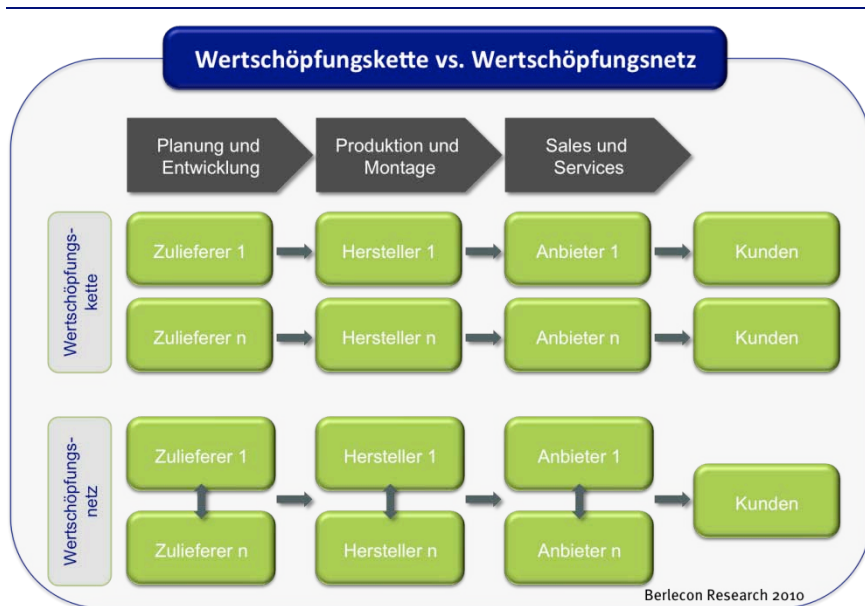 Wertschöpfungskette vs. Wertschöpfungsnetz
Planung und
Entwicklung
Produktion und
Montage
Sales und
Services
Wertschöpfungs-
kette
Zulieferer 1
Hersteller 1
Anbieter 1
Kunden
Zulieferer n
Hersteller n
Anbieter n
Kunden
Wertschöpfungs-
netz
Zulieferer 1
Hersteller 1
Anbieter 1
Kunden
Zulieferer n
Hersteller n
Anbieter n
Berlecon Research 2010